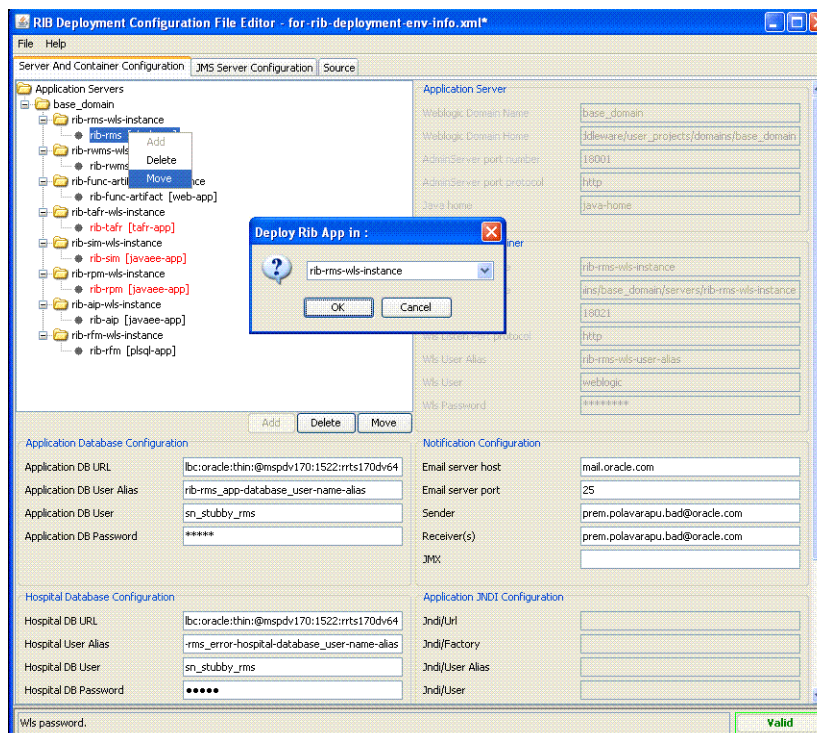 RIB Deployment Configuration File Editor - for-rib-deployment-env-info.xml*
File Help
Server And Container Configuration JMS Server Configuration Source
Application Servers
base_domain
rib-rms-wls-instance
rib-rms
Add
Delete
Move
rib-rwms-wls
rib-rwms
rib-func-artif nce
rib-func-artifact [web-app]
rib-tafr-wls-instance
rib-tafr [tafr-app]
rib-sim-wls-instance
rib-sim [javaee-app]
rib-rpm-wls-instance
rib-rpm [javaee-app]
rib-aip-wls-instance
rib-aip [javaee-app]
rib-rfm-wls-instance
rib-rfm [plsql-app]
Add Delete Move
Application Server
Weblogic Domain Name base_domain
Weblogic Domain Home ddleware/user_projects/domains/base_domain
AdminServer port number 18001
AdminServer port protocol http
Java home java-home
Deploy Rib App in :
rib-rms-wls-instance
OK Cancel
iner
rib-rms-wls-instance
ins/base_domain/servers/rib-rms-wls-instance
18021
Wls Listen Port protocol http
Wls User Alias rib-rms-wls-user-alias
Wls User weblogic
Wls Password ********
Application Database Configuration
Application DB URL lbc:oracle:thin:@mspdv170:1522:rrts170dv64
Application DB User Alias rib-rms_app-database_user-name-alias
Application DB User sn_stubby_rms
Application DB Password *****
Notification Configuration
Email server host mail.oracle.com
Email server port 25
Sender prem.polavarapu.bad@oracle.com
Receiver(s) prem.polavarapu.bad@oracle.com
JMX
Hospital Database Configuration
Hospital DB URL lbc:oracle:thin:@mspdv170:1522:rrts170dv64
Hospital User Alias -rms_error-hospital-database_user-name-alias
Hospital DB User sn_stubby_rms
Hospital DB Password ●●●●●
Application JNDI Configuration
Jndi/Url
Jndi/Factory
Jndi/User Alias
Jndi/User
Wls password. Valid